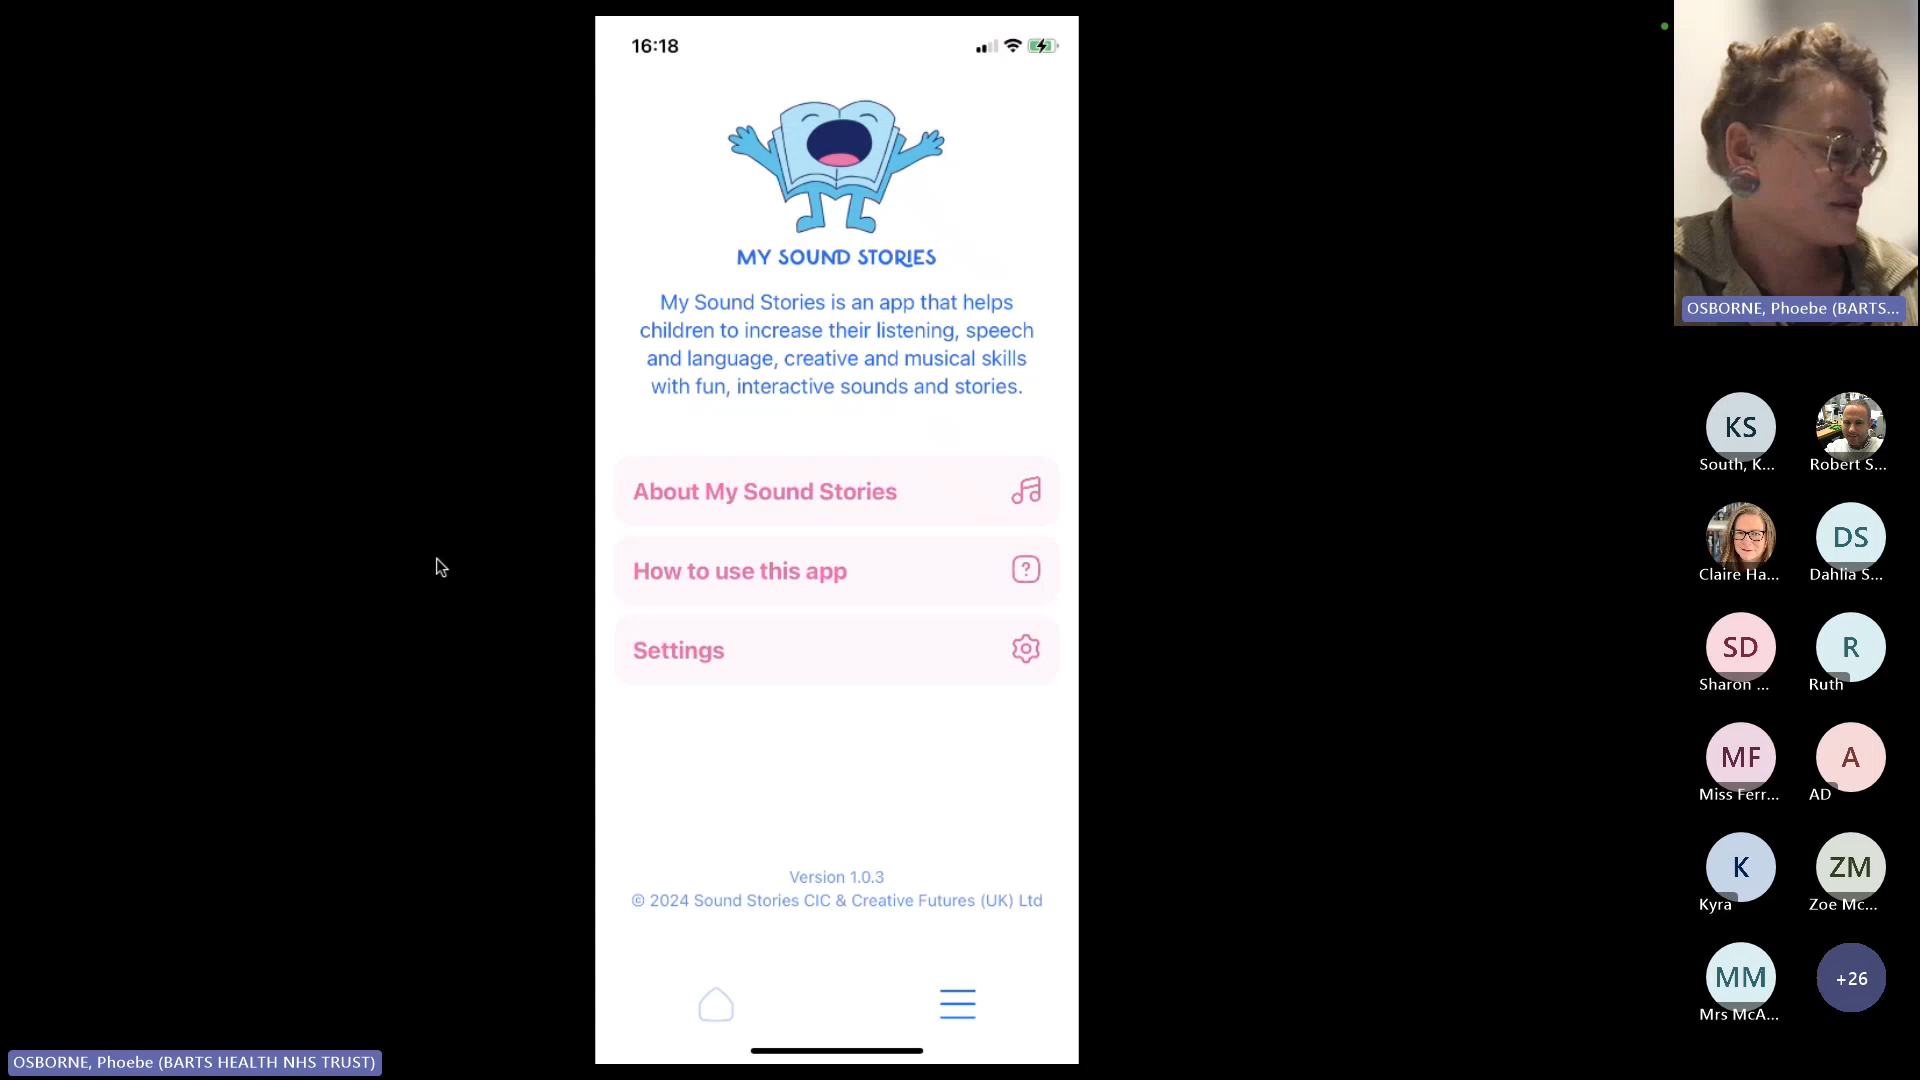 16:18
MY SOUND STORIES
My Sound Stories is an app that helps
children to increase their listening, speech
and language, creative and musical skills
with fun, interactive sounds and stories.
About My Sound Stories
How to use this app
?
Settings
Version 1.0.3
© 2024 Sound Stories CIC & Creative Futures (UK) Ltd
OSBORNE, Phoebe (BARTS HEALTH NHS TRUST)
OSBORNE, Phoebe (BARTS...
KS
South, K...
Robert S...
Claire Ha...
DS
Dahlia S...
SD
Sharon ...
R
Ruth
MF
Miss Ferr...
A
AD
K
Kyra
ZM
Zoe Mc...
MM
Mrs McA...
+26